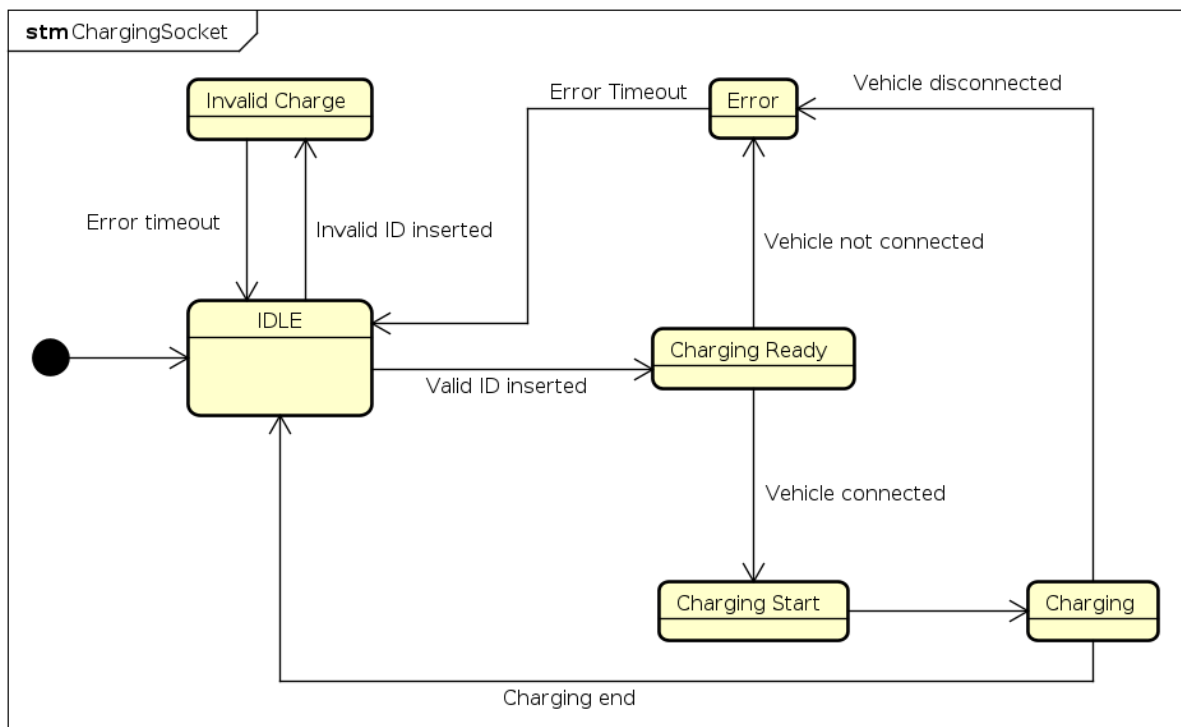 stm ChargingSocket
Invalid Charge
Error Timeout
Error
Vehicle disconnected
Error timeout
Invalid ID inserted
Vehicle not connected
IDLE
Charging Ready
Valid ID inserted
Vehicle connected
Charging Start
Charging
Charging end